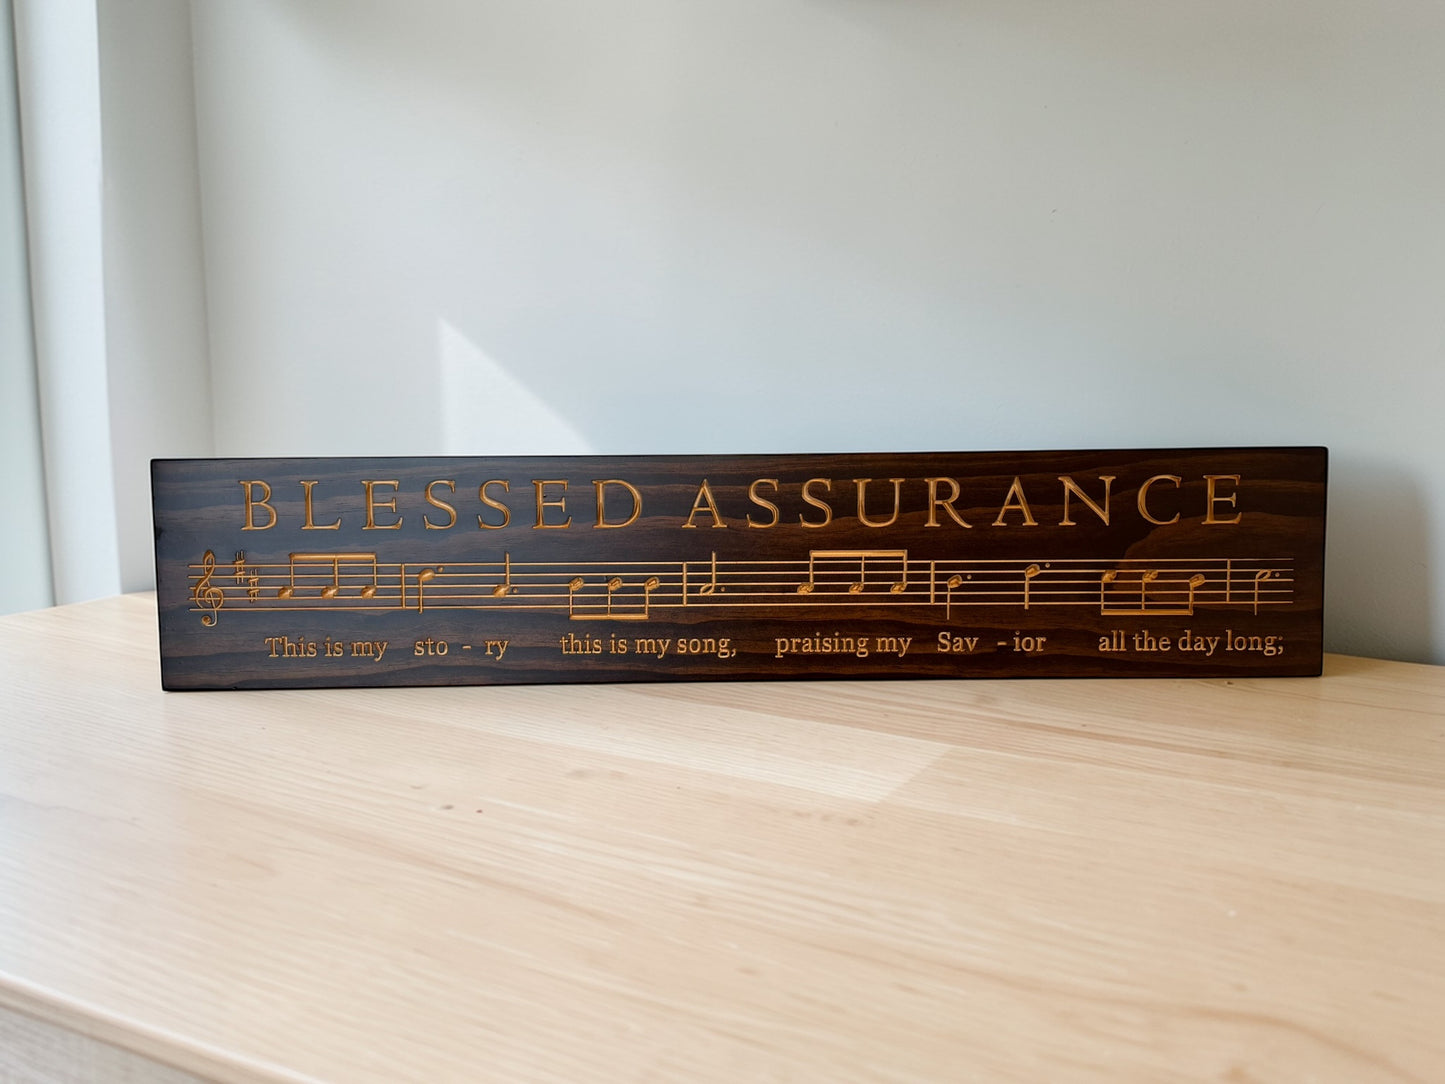 BLESSED ASSURANCE
This is my sto - ry this is my song, praising my Sav - ior all the day long;